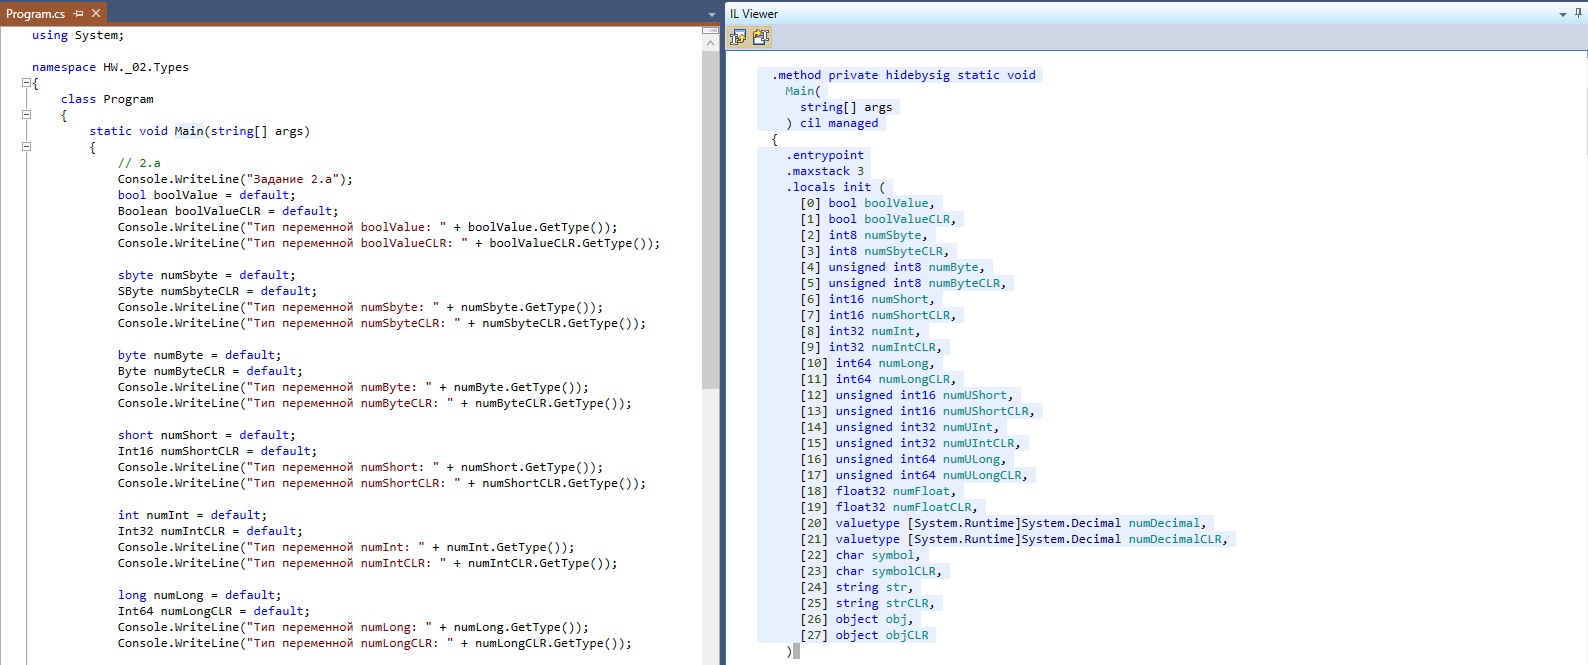 Program.cs
using System;
namespace HW._02.Types
{
class Program
{
static void Main(string[] args)
{
// 2.a
Console.WriteLine("Задание 2.a");
bool boolValue = default;
Boolean boolValueCLR = default;
Console.WriteLine("Тип переменной boolValue: " + boolValue.GetType());
Console.WriteLine("Тип переменной boolValueCLR: " + boolValueCLR.GetType());
sbyte numSbyte = default;
SByte numSbyteCLR = default;
Console.WriteLine("Тип переменной numSbyte: " + numSbyte.GetType());
Console.WriteLine("Тип переменной numSbyteCLR: " + numSbyteCLR.GetType());
byte numByte = default;
Byte numByteCLR = default;
Console.WriteLine("Тип переменной numByte: " + numByte.GetType());
Console.WriteLine("Тип переменной numByteCLR: " + numByteCLR.GetType());
short numShort = default;
Int16 numShortCLR = default;
Console.WriteLine("Тип переменной numShort: " + numShort.GetType());
Console.WriteLine("Тип переменной numShortCLR: " + numShortCLR.GetType());
int numInt = default;
Int32 numIntCLR = default;
Console.WriteLine("Тип переменной numInt: " + numInt.GetType());
Console.WriteLine("Тип переменной numIntCLR: " + numIntCLR.GetType());
long numLong = default;
Int64 numLongCLR = default;
Console.WriteLine("Тип переменной numLong: " + numLong.GetType());
Console.WriteLine("Тип переменной numLongCLR: " + numLongCLR.GetType());
IL Viewer
.method private hidebysig static void
Main(
string[] args
) cil managed
{
.entrypoint
.maxstack 3
.locals init (
[0] bool boolValue,
[1] bool boolValueCLR,
[2] int8 numSbyte,
[3] int8 numSbyteCLR,
[4] unsigned int8 numByte,
[5] unsigned int8 numByteCLR,
[6] int16 numShort,
[7] int16 numShortCLR,
[8] int32 numInt,
[9] int32 numIntCLR,
[10] int64 numLong,
[11] int64 numLongCLR,
[12] unsigned int16 numUShort,
[13] unsigned int16 numUShortCLR,
[14] unsigned int32 numUInt,
[15] unsigned int32 numUIntCLR,
[16] unsigned int64 numULong,
[17] unsigned int64 numULongCLR,
[18] float32 numFloat,
[19] float32 numFloatCLR,
[20] valuetype [System.Runtime]System.Decimal numDecimal,
[21] valuetype [System.Runtime]System.Decimal numDecimalCLR,
[22] char symbol,
[23] char symbolCLR,
[24] string str,
[25] string strCLR,
[26] object obj,
[27] object objCLR
)